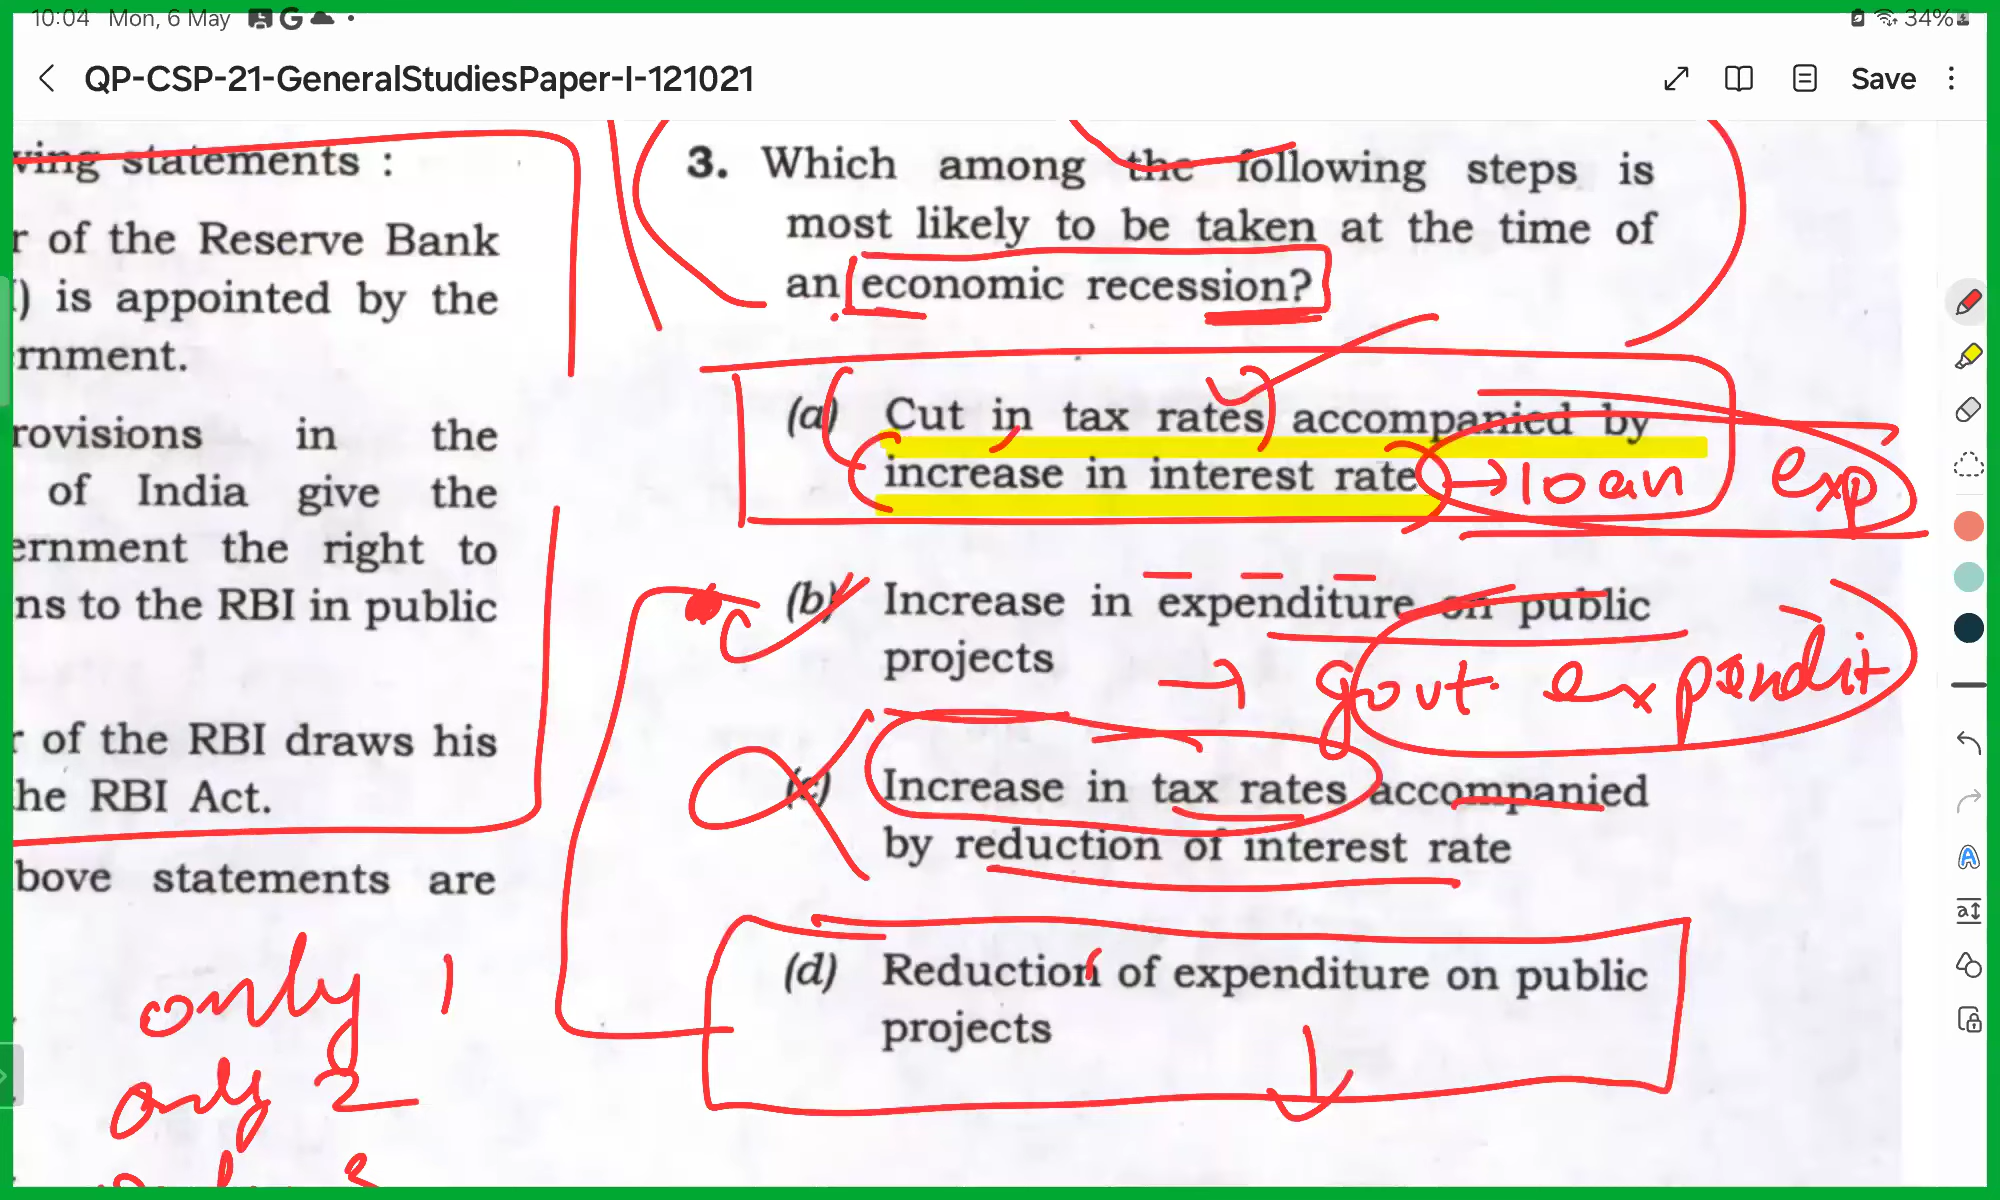 10:04 Mon, 6 May
34%
QP-CSP-21-GeneralStudiesPaper-I-121021
Save
ving statements :
r of the Reserve Bank
) is appointed by the
rnment.
rovisions in the
of India give the
ernment the right to
ns to the RBI in public
r of the RBI draws his
he RBI Act.
bove statements are
only 1
only 2
3. Which among the following steps is
most likely to be taken at the time of
an economic recession?
(a) Cut in tax rates accompanied by
increase in interest rate → loan exp
(b) Increase in expenditure on public
projects
→ govt. expendit
(c) Increase in tax rates accompanied
by reduction of interest rate
(d) Reduction of expenditure on public
projects